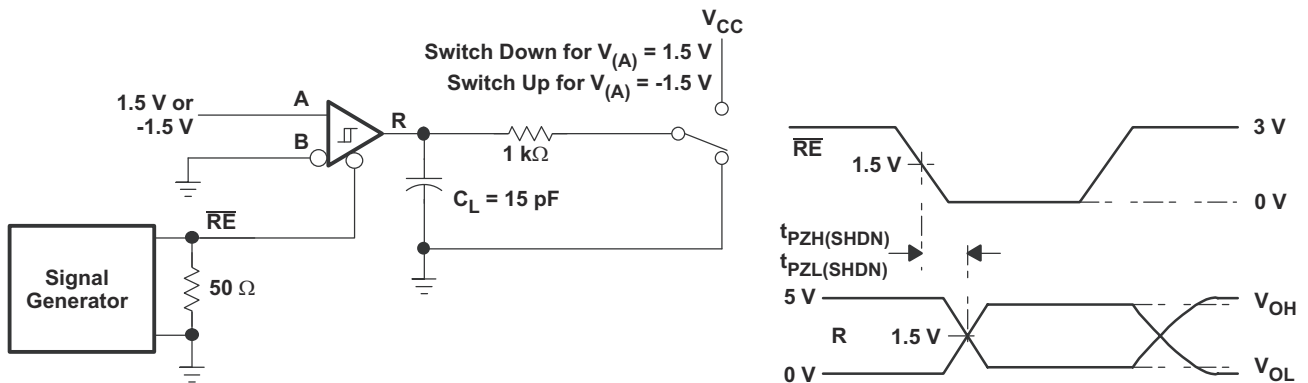 V_CC
Switch Down for V_(A) = 1.5 V
Switch Up for V_(A) = -1.5 V
1.5 V or
-1.5 V
A
B
R
1 kΩ
C_L = 15 pF
R̅E̅
Signal
Generator
50 Ω
R̅E̅
3 V
1.5 V
0 V
t_PZH(SHDN)
t_PZL(SHDN)
5 V
V_OH
R
1.5 V
0 V
V_OL